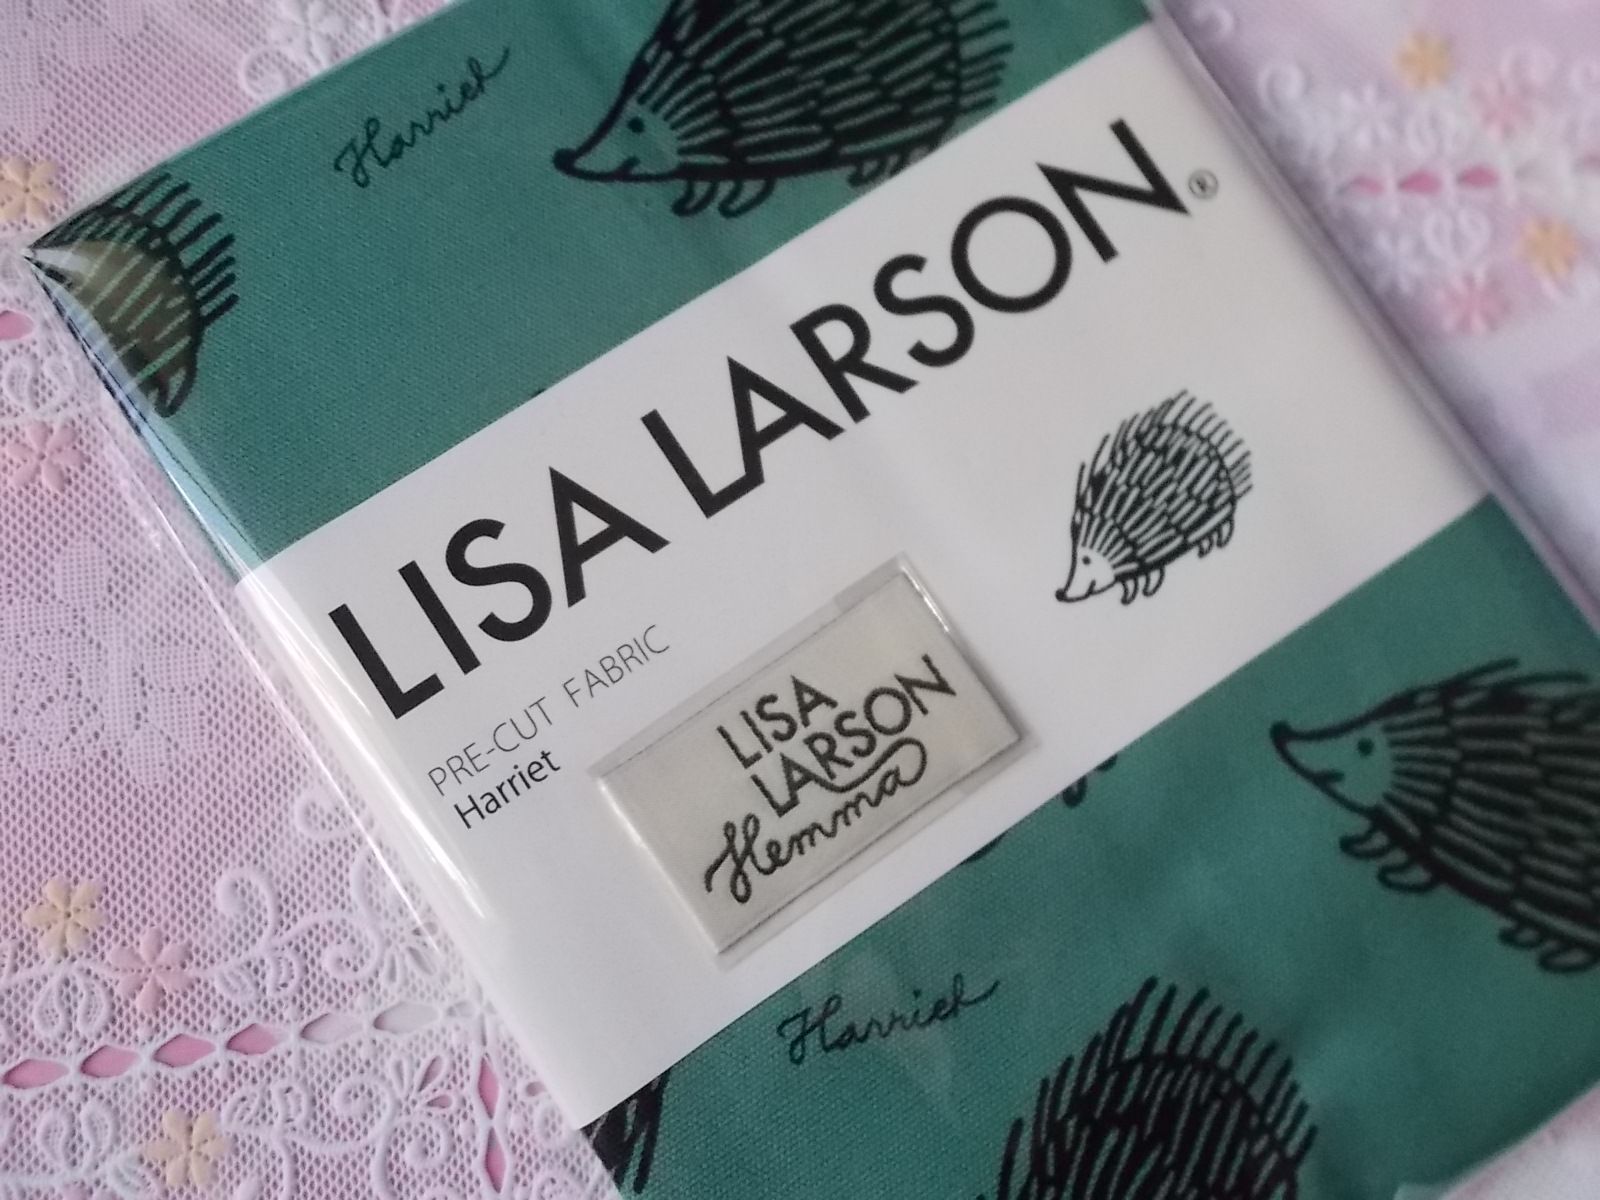 Harriet
LISA LARSON®
PRE-CUT FABRIC
Harriet
LISA
LARSON
Hemma
Harriet